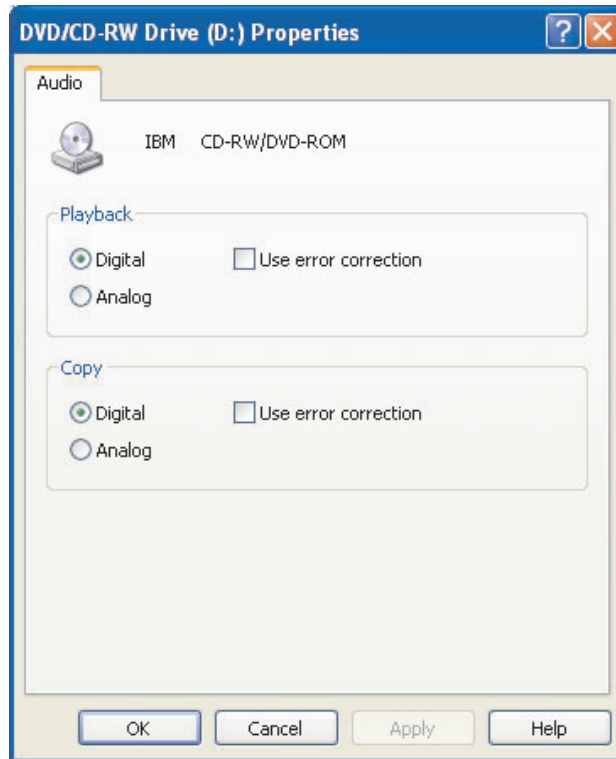 DVD/CD-RW Drive (D:) Properties
Audio
IBM CD-RW/DVD-ROM
Playback
Digital Use error correction
Analog
Copy
Digital Use error correction
Analog
OK Cancel Apply Help